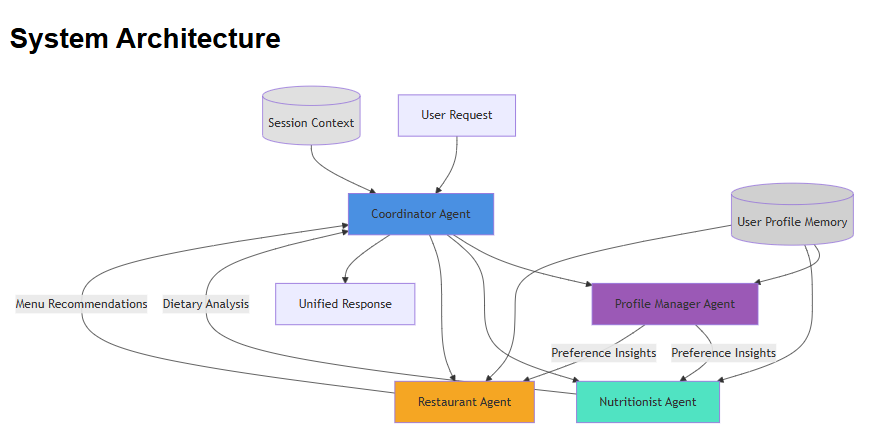 System Architecture
Session Context
User Request
Coordinator Agent
User Profile Memory
Menu Recommendations
Dietary Analysis
Unified Response
Profile Manager Agent
Preference Insights
Preference Insights
Restaurant Agent
Nutritionist Agent